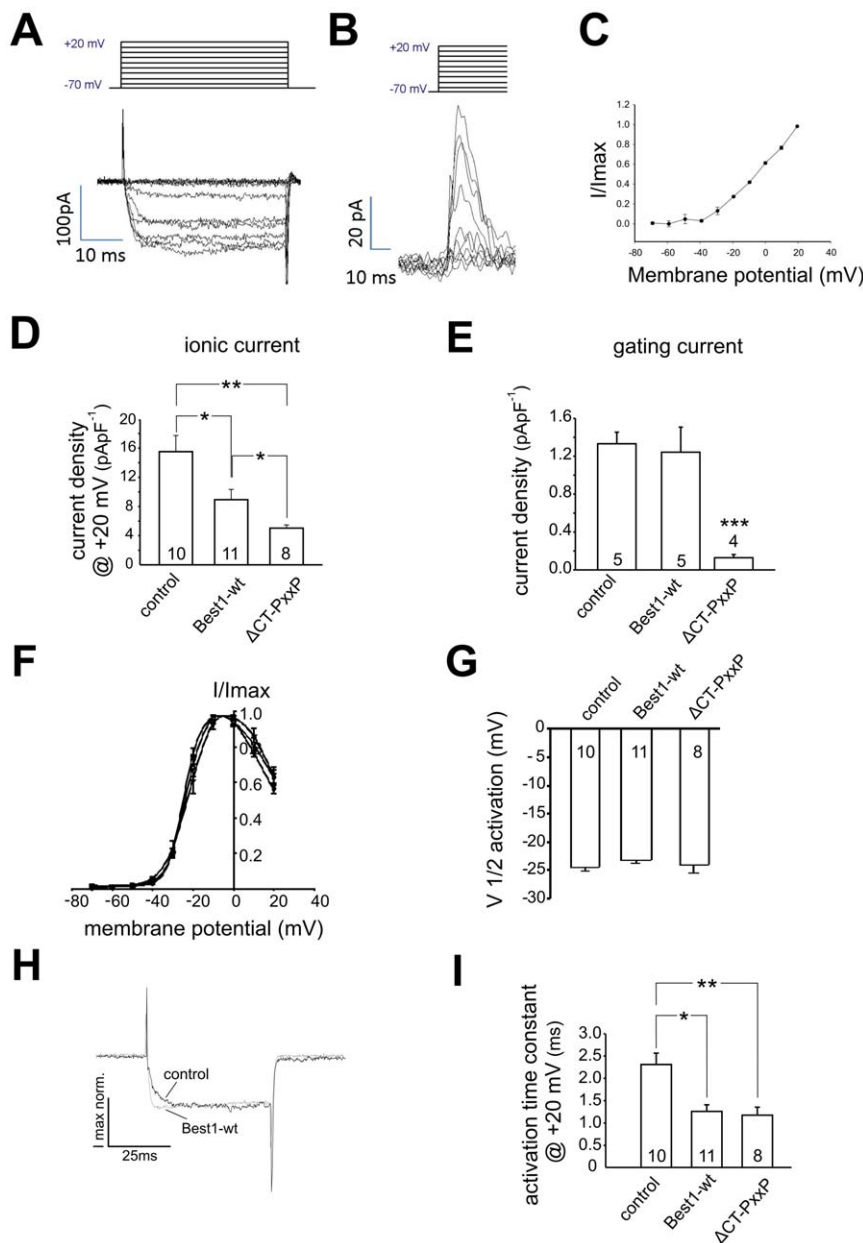 A
+20 mV
-70 mV
100pA
10 ms
B
+20 mV
-70 mV
20 pA
10 ms
C
I/Imax
1.2
1.0
0.8
0.6
0.4
0.2
0.0
-80 -60 -40 -20 0 20 40
Membrane potential (mV)
D
ionic current
current density
@ +20 mV (pApF-1)
20
16
12
8
4
0
**
*
*
10 11 8
control
Best1-wt
ΔCT-PxxP
E
gating current
current density (pApF-1)
1.6
1.2
0.8
0.4
0.0
***
5 5 4
control
Best1-wt
ΔCT-PxxP
F
I/Imax
1.0
0.8
0.6
0.4
0.2
-80 -60 -40 -20 0 20 40
membrane potential (mV)
G
control
Best1-wt
ΔCT-PxxP
V 1/2 activation (mV)
0
-5
-10
-15
-20
-25
-30
10 11 8
H
control
Best1-wt
I max norm.
25ms
I
activation time constant
@ +20 mV (ms)
3.0
2.5
2.0
1.5
1.0
0.5
0
**
*
10 11 8
control
Best1-wt
ΔCT-PxxP